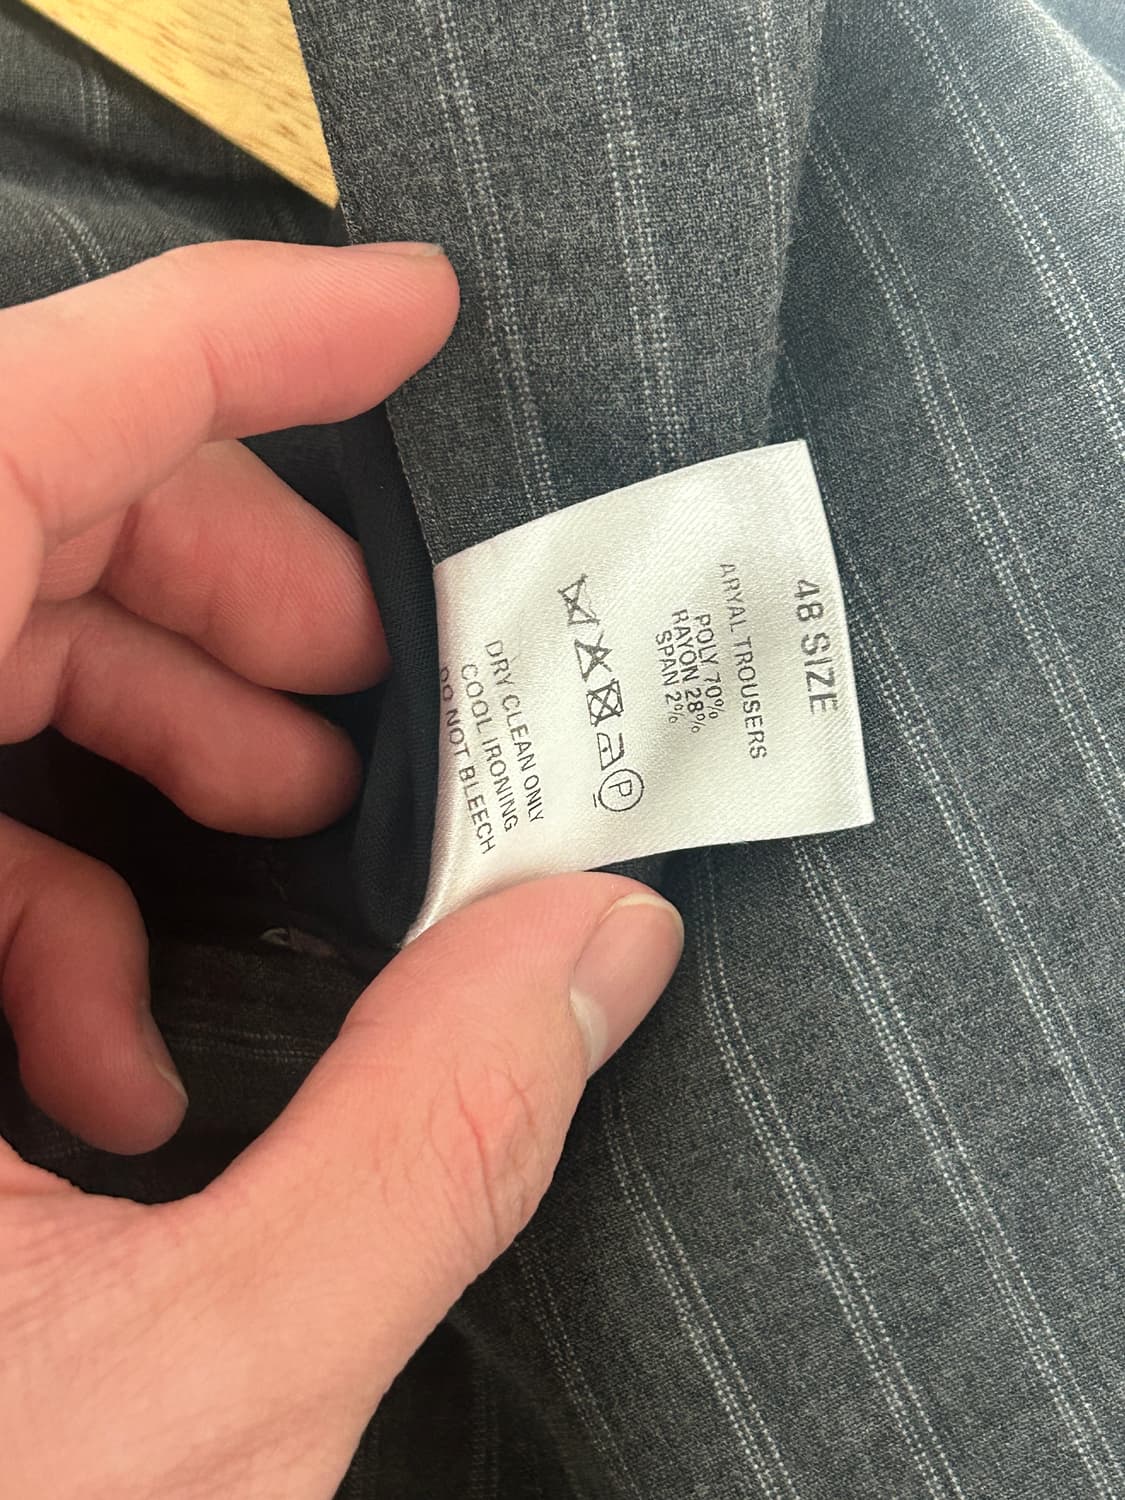 48 SIZE
ARYAL TROUSERS
POLY 70%
RAYON 28%
SPAN 2%
P
DRY CLEAN ONLY
COOL IRONING
DO NOT BLEECH